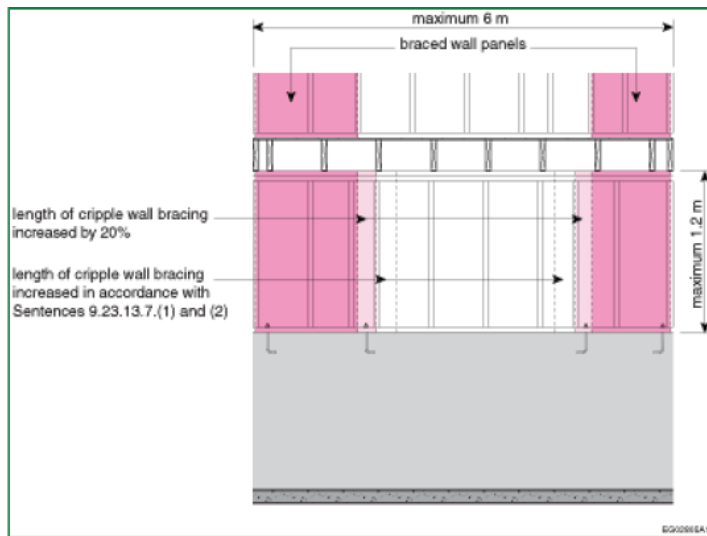 maximum 6 m
braced wall panels
length of cripple wall bracing
increased by 20%
length of cripple wall bracing
increased in accordance with
Sentences 9.23.13.7.(1) and (2)
maximum 1.2 m